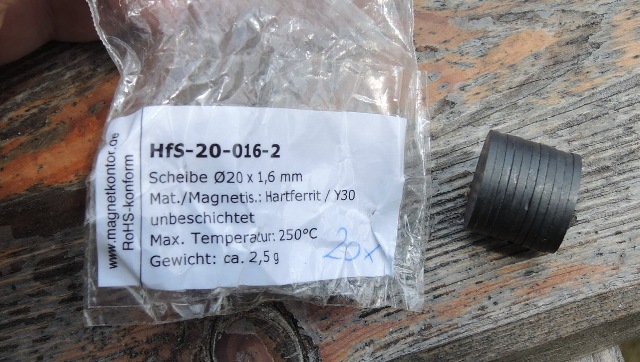 www.magnetkontor.de
RoHS-konform
HfS-20-016-2
Scheibe Ø20 x 1,6 mm
Mat./Magnetis.: Hartferrit / Y30
unbeschichtet
Max. Temperatur: 250°C
Gewicht: ca. 2,5 g
20x